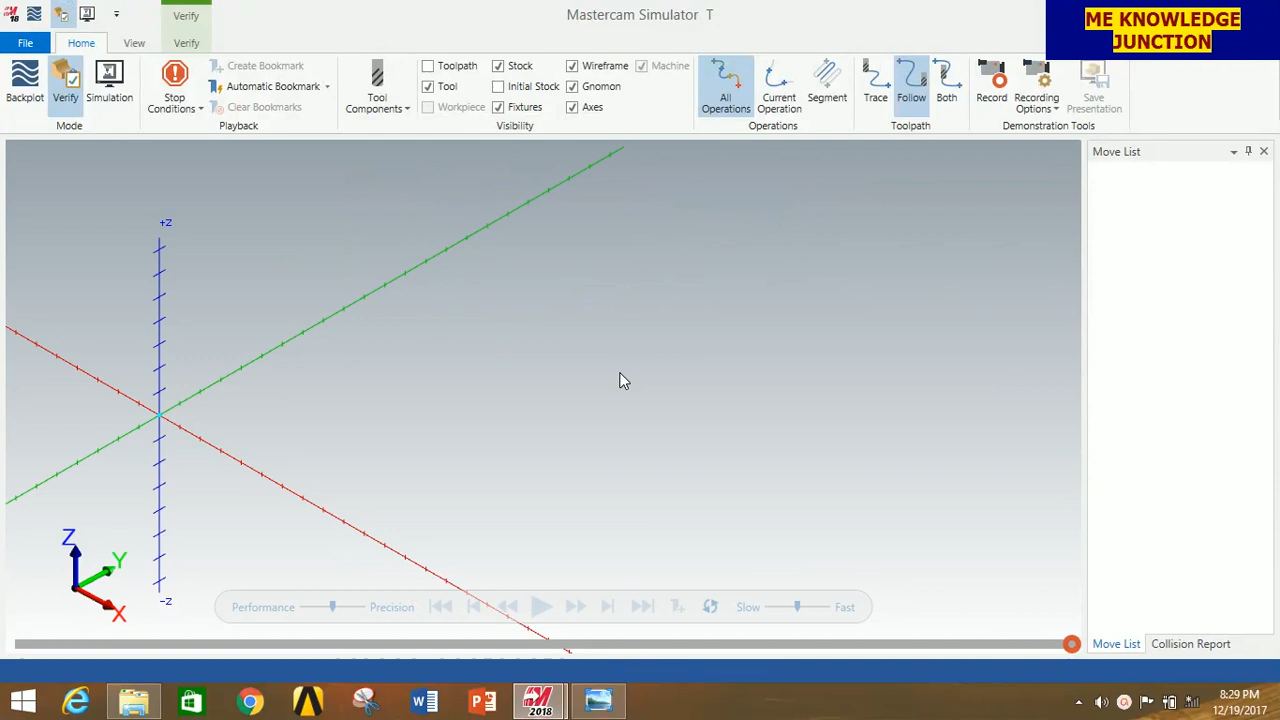 Verify
Mastercam Simulator T
ME KNOWLEDGE
JUNCTION
File
Home
View
Verify
Backplot
Verify
Simulation
Mode
Stop
Conditions
Create Bookmark
Automatic Bookmark
Clear Bookmarks
Playback
Tool
Component
Toolpath
Tool
Workpiece
Stock
Initial Stock
Fixtures
Wireframe
Gnomon
Axes
Machine
Visibility
All
Operations
Current
Operation
Segment
Operations
Trace
Follow
Both
Toolpath
Record
Recording
Options
Save
Presentation
Demonstration Tools
Move List
+Z
-Z
Z
Y
X
Performance
Precision
Slow
Fast
Move List
Collision Report
18
2018
8:29 PM
12/19/2017